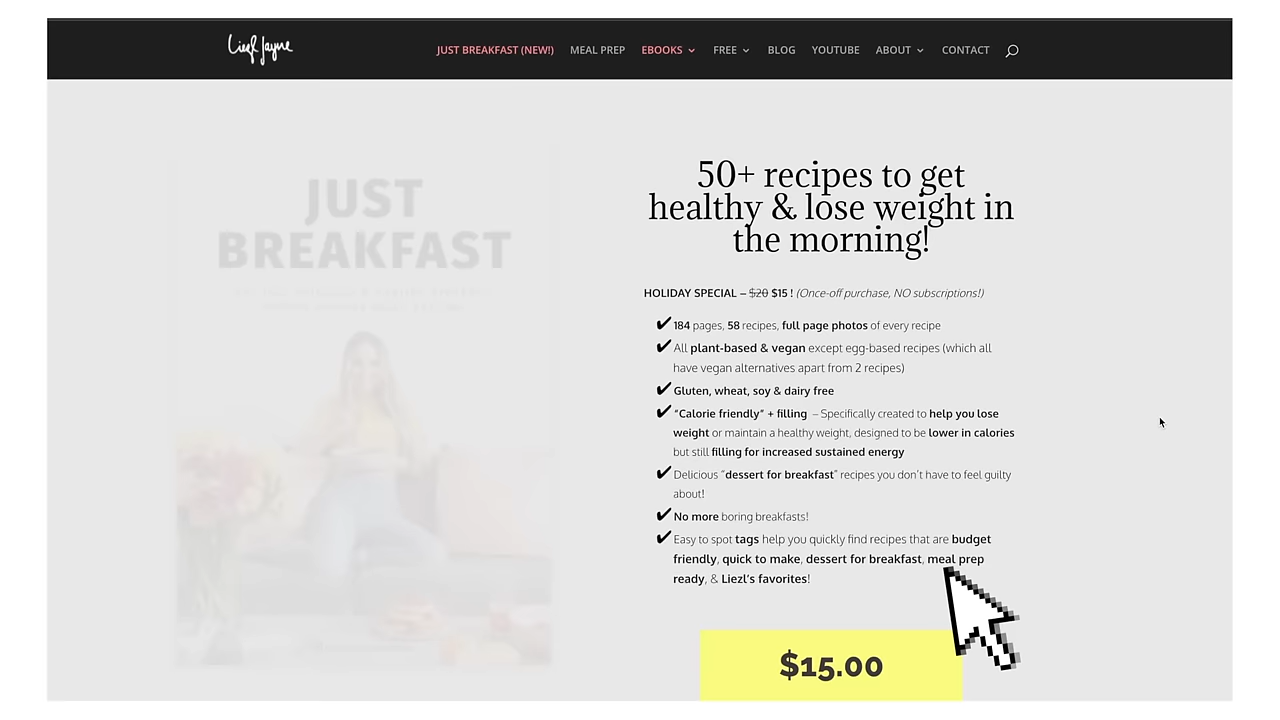 Liezl Jayne
JUST BREAKFAST (NEW!) MEAL PREP EBOOKS FREE BLOG YOUTUBE ABOUT CONTACT
JUST
BREAKFAST
50+ recipes to get
healthy & lose weight in
the morning!
HOLIDAY SPECIAL – $20 $15 ! (Once-off purchase, NO subscriptions!)
✔ 184 pages, 58 recipes, full page photos of every recipe
✔ All plant-based & vegan except egg-based recipes (which all
have vegan alternatives apart from 2 recipes)
✔ Gluten, wheat, soy & dairy free
✔ “Calorie friendly” + filling – Specifically created to help you lose
weight or maintain a healthy weight, designed to be lower in calories
but still filling for increased sustained energy
✔ Delicious “dessert for breakfast” recipes you don’t have to feel guilty
about!
✔ No more boring breakfasts!
✔ Easy to spot tags help you quickly find recipes that are budget
friendly, quick to make, dessert for breakfast, meal prep
ready, & Liezl’s favorites!
$15.00